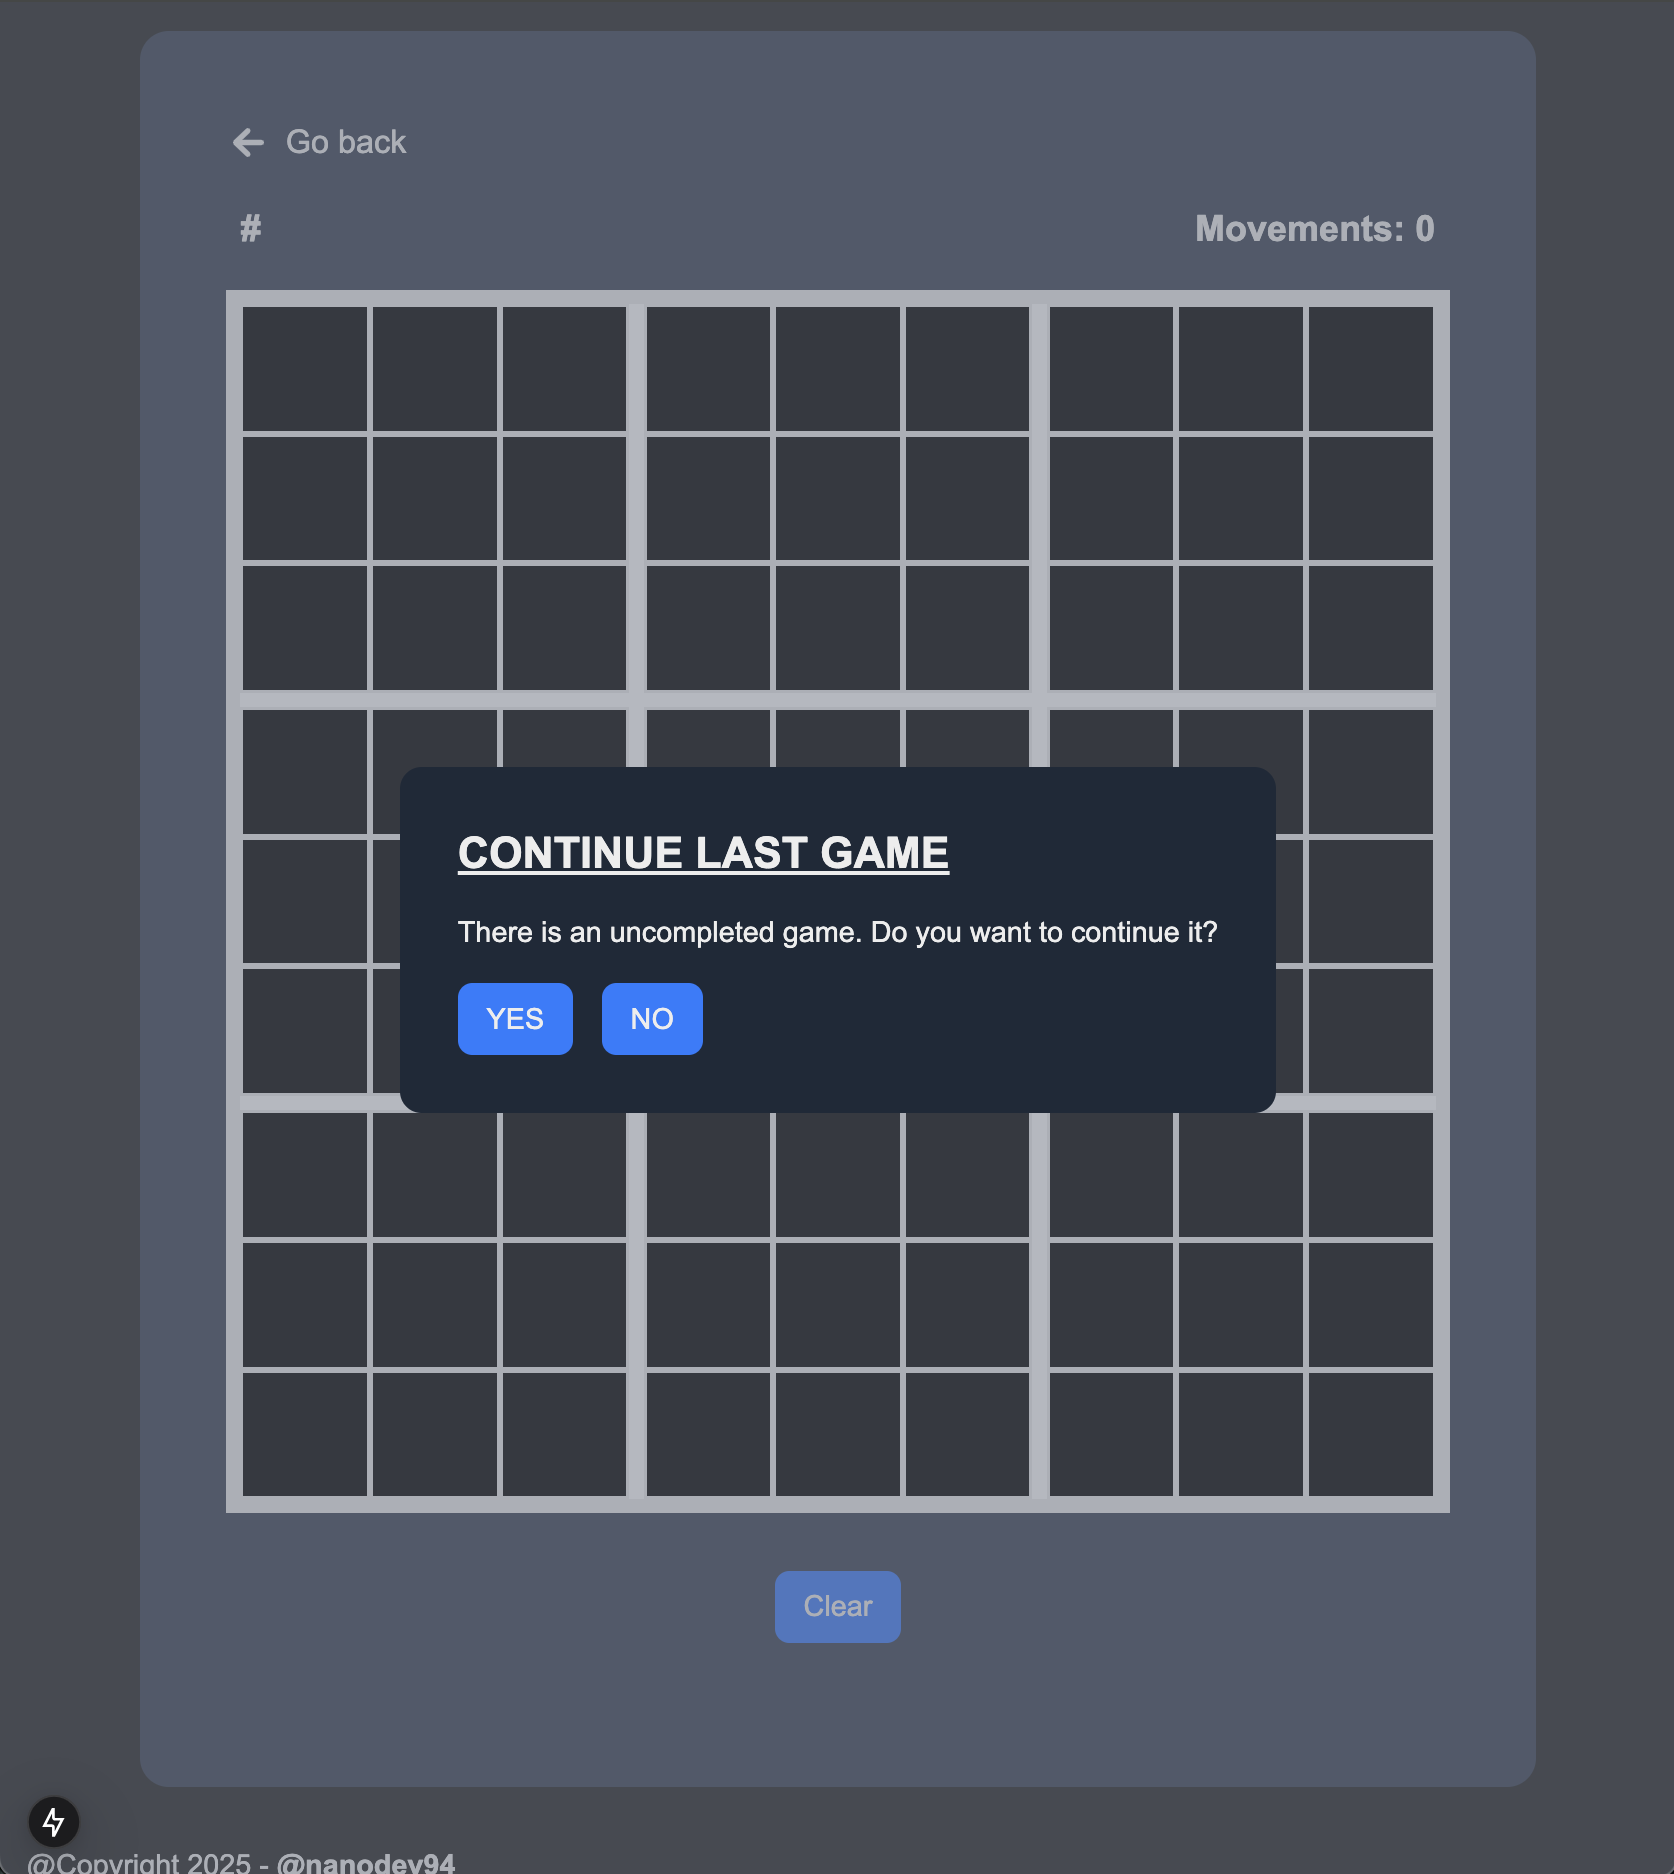 Go back
#
Movements: 0
CONTINUE LAST GAME
There is an uncompleted game. Do you want to continue it?
YES
NO
Clear
@Copyright 2025 - @nanodev94